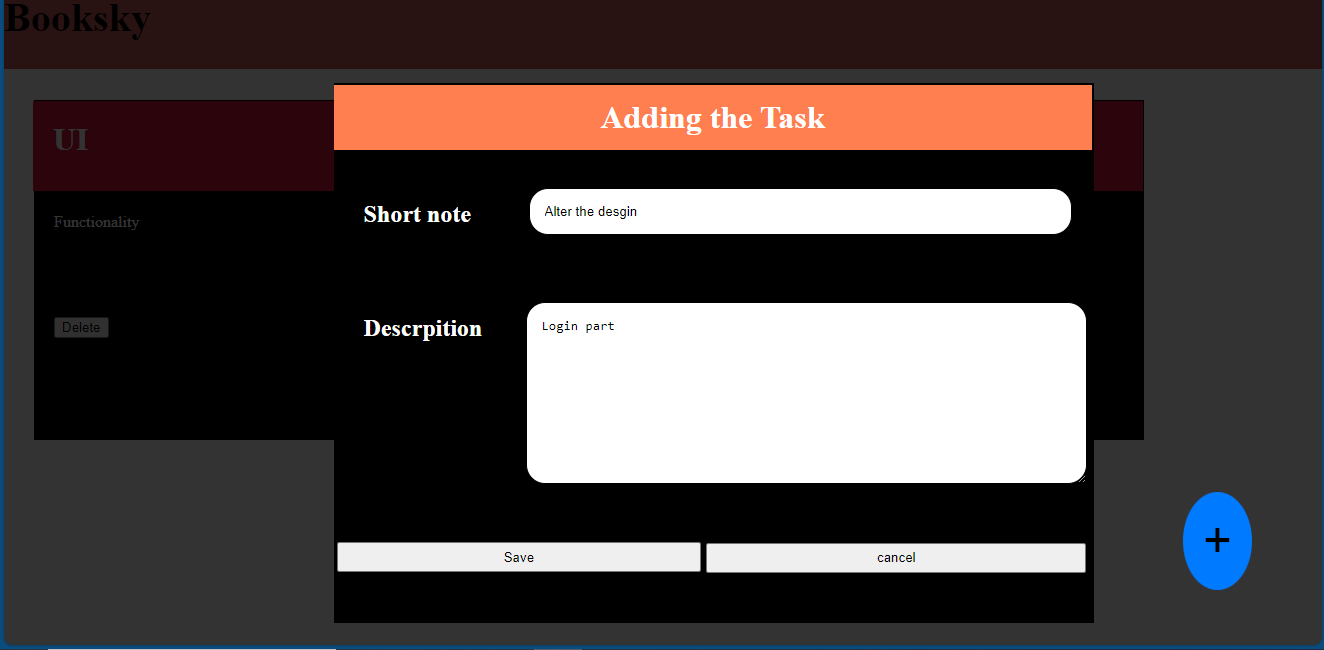 Booksky
Adding the Task
UI
Short note
Alter the desgin
Functionality
Descrpition
Login part
Delete
Save
cancel
+